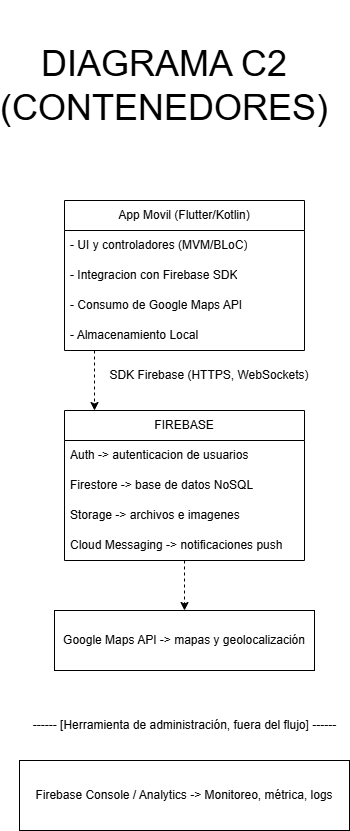 DIAGRAMA C2
(CONTENEDORES)
App Movil (Flutter/Kotlin)
- UI y controladores (MVM/BLoC)
- Integracion con Firebase SDK
- Consumo de Google Maps API
- Almacenamiento Local
SDK Firebase (HTTPS, WebSockets)
FIREBASE
Auth -> autenticacion de usuarios
Firestore -> base de datos NoSQL
Storage -> archivos e imagenes
Cloud Messaging -> notificaciones push
Google Maps API -> mapas y geolocalización
------ [Herramienta de administración, fuera del flujo] ------
Firebase Console / Analytics -> Monitoreo, métrica, logs